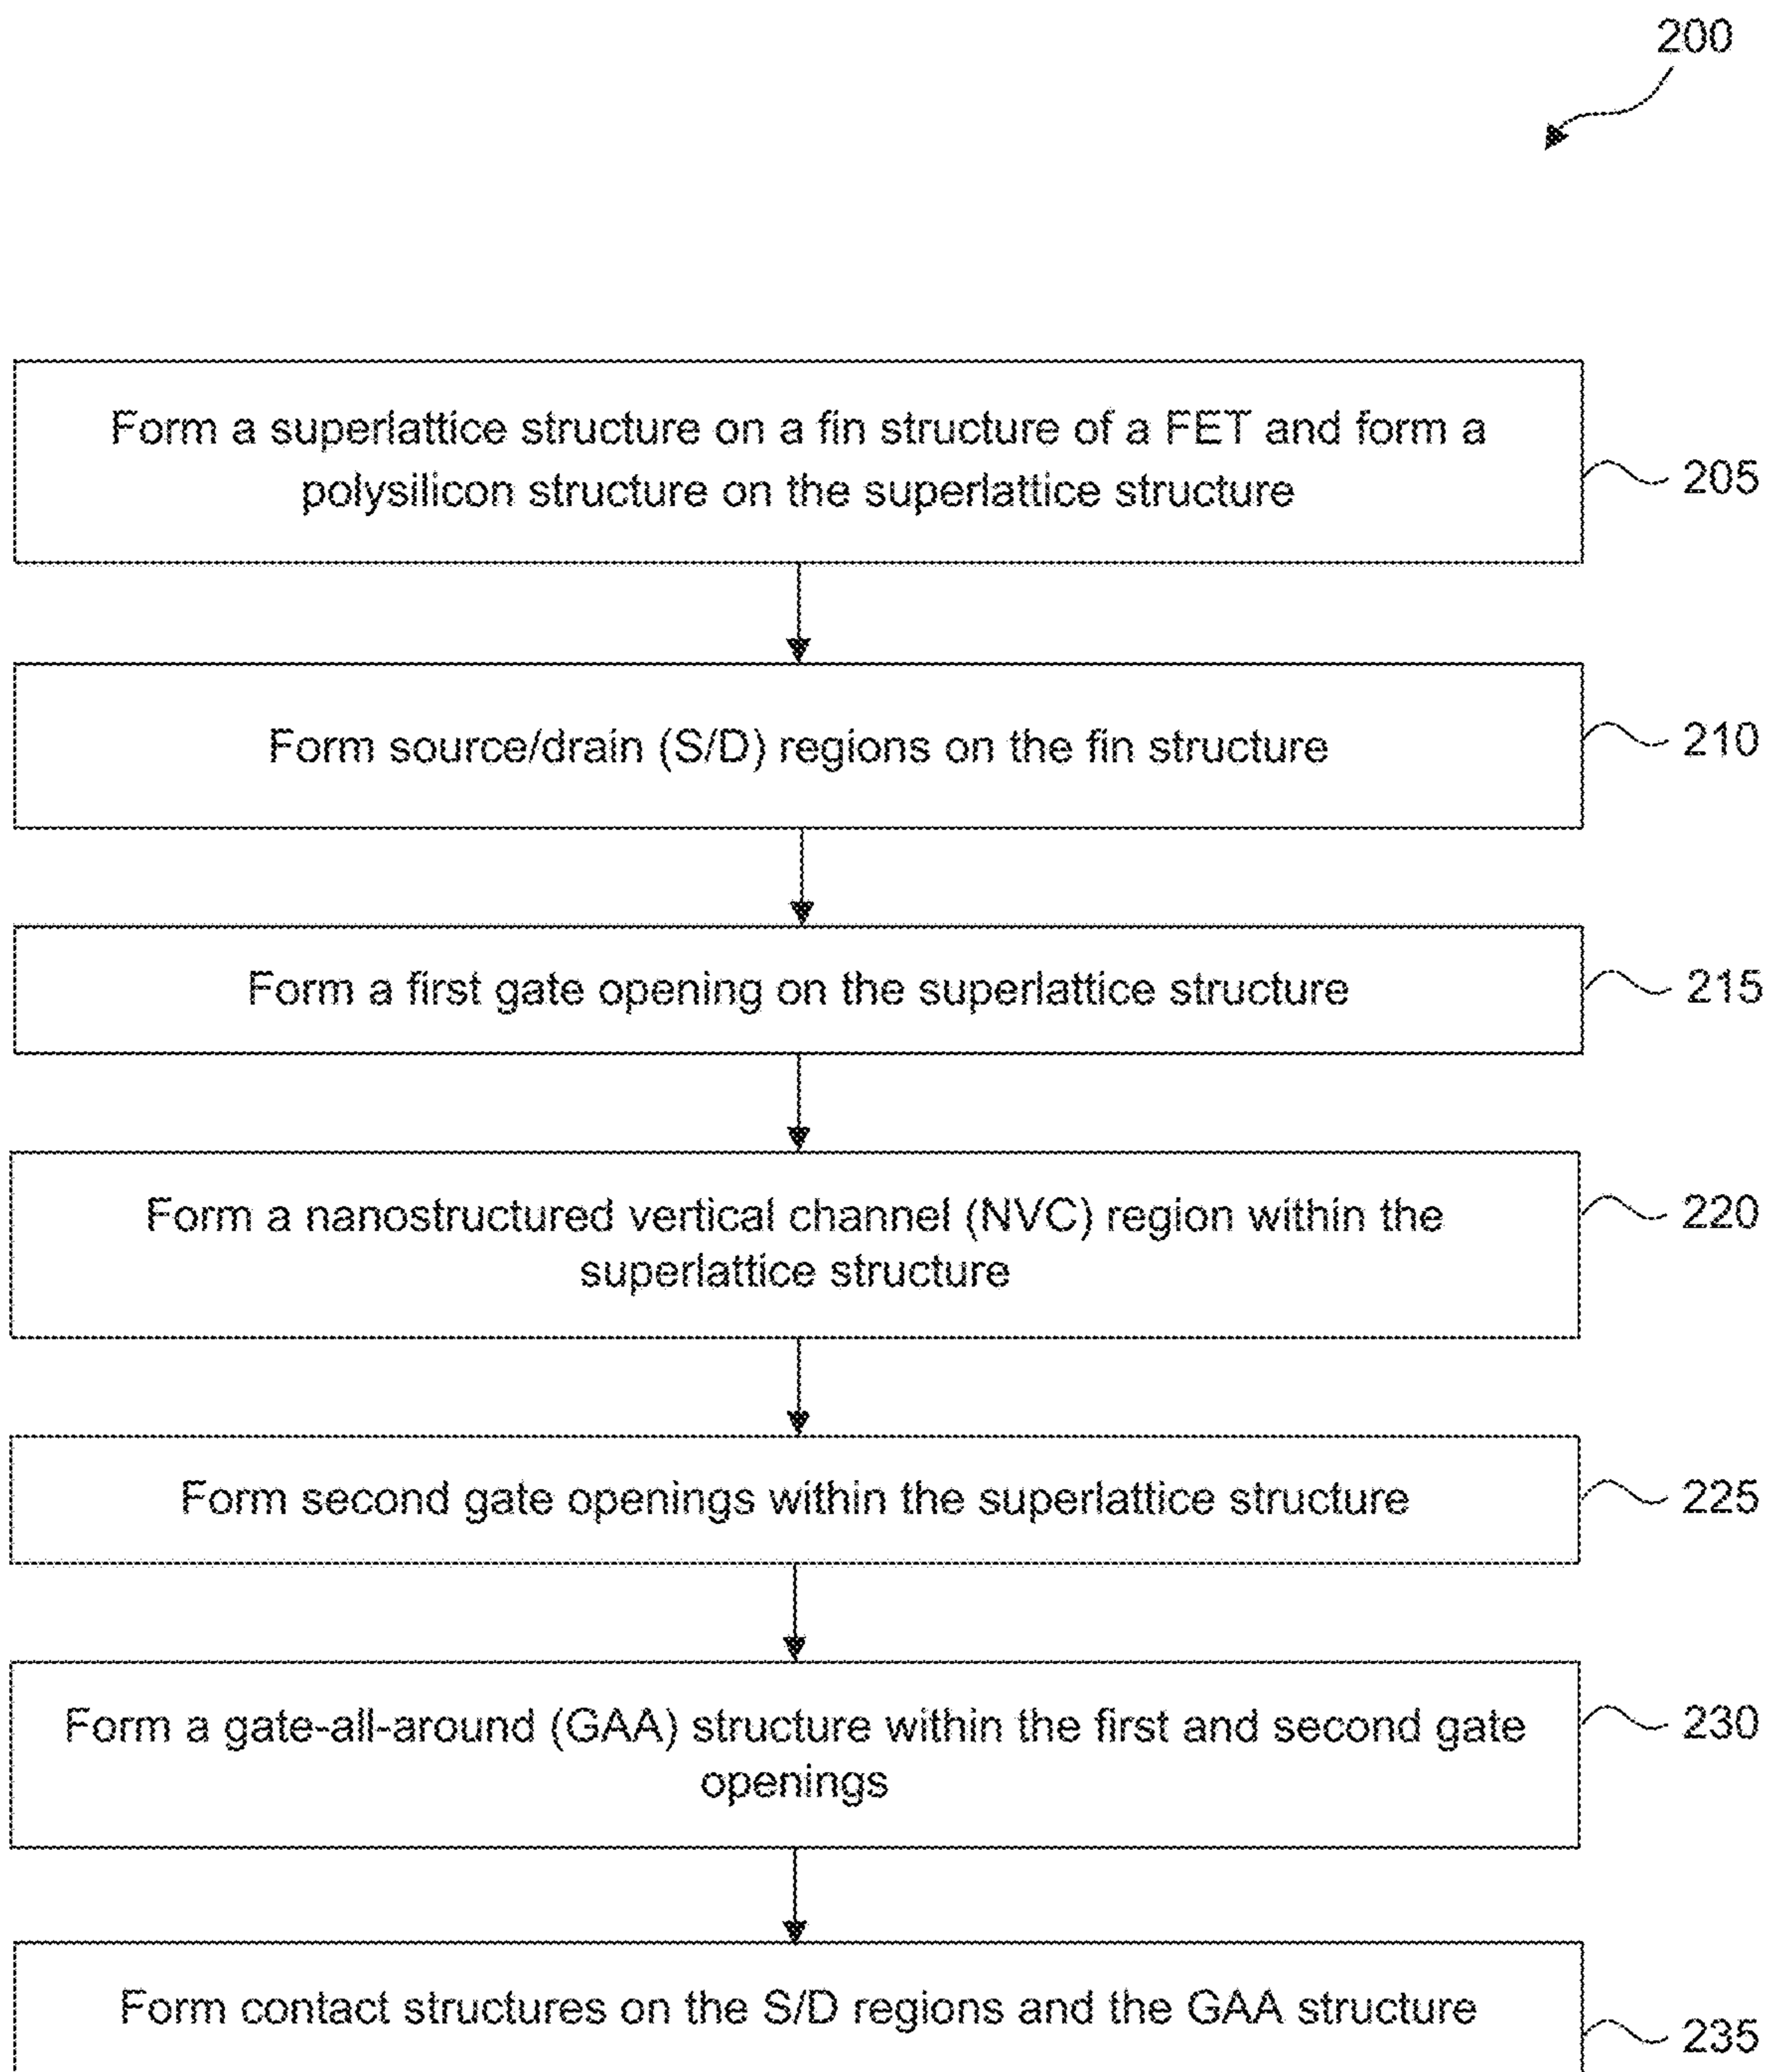 200
Form a superlattice structure on a fin structure of a FET and form a
polysilicon structure on the superlattice structure
205
Form source/drain (S/D) regions on the fin structure
210
Form a first gate opening on the superlattice structure
215
Form a nanostructured vertical channel (NVC) region within the
superlattice structure
220
Form second gate openings within the superlattice structure
225
Form a gate-all-around (GAA) structure within the first and second gate
openings
230
Form contact structures on the S/D regions and the GAA structure
235